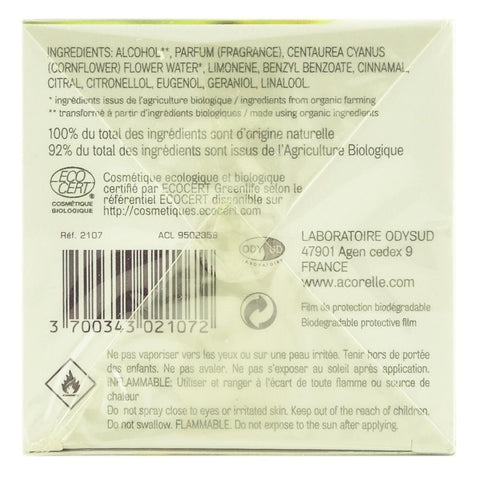 INGREDIENTS: ALCOHOL**, PARFUM (FRAGRANCE), CENTAUREA CYANUS
(CORNFLOWER) FLOWER WATER*, LIMONENE, BENZYL BENZOATE, CINNAMAL,
CITRAL, CITRONELLOL, EUGENOL, GERANIOL, LINALOOL.
* ingrédients issus de l'agriculture biologique / ingredients from organic farming
** transformé à partir d'ingrédients biologiques / made using organic ingredients
100% du total des ingrédients sont d'origine naturelle
92% du total des ingrédients sont issus de l'Agriculture Biologique
ECO
CERT
COSMÉTIQUE
BIOLOGIQUE
Cosmétique ecologique et biologique
certifié par ECOCERT Greenlife selon le
référentiel ECOCERT disponible sur
http://cosmetiques.ecocert.com
Réf. 2107
ACL 9502358
3 700343 021072
ODYSUD
LABORATOIRE
LABORATOIRE ODYSUD
47901 Agen cedex 9
FRANCE
www.acorelle.com
Film de protection biodégradable
Biodegradable protective film
Ne pas vaporiser vers les yeux ou sur une peau irritée. Tenir hors de portée
des enfants. Ne pas avaler. Ne pas s'exposer au soleil après application.
INFLAMMABLE: Utiliser et ranger à l'écart de toute flamme ou source de
chaleur
Do not spray close to eyes or irritated skin. Keep out of the reach of children.
Do not swallow. FLAMMABLE. Do not expose to the sun after applying.